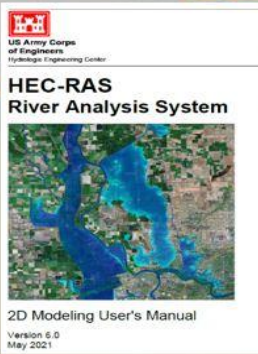 US Army Corps
of Engineers
Hydrologic Engineering Center
HEC-RAS
River Analysis System
2D Modeling User's Manual
Version 6.0
May 2021